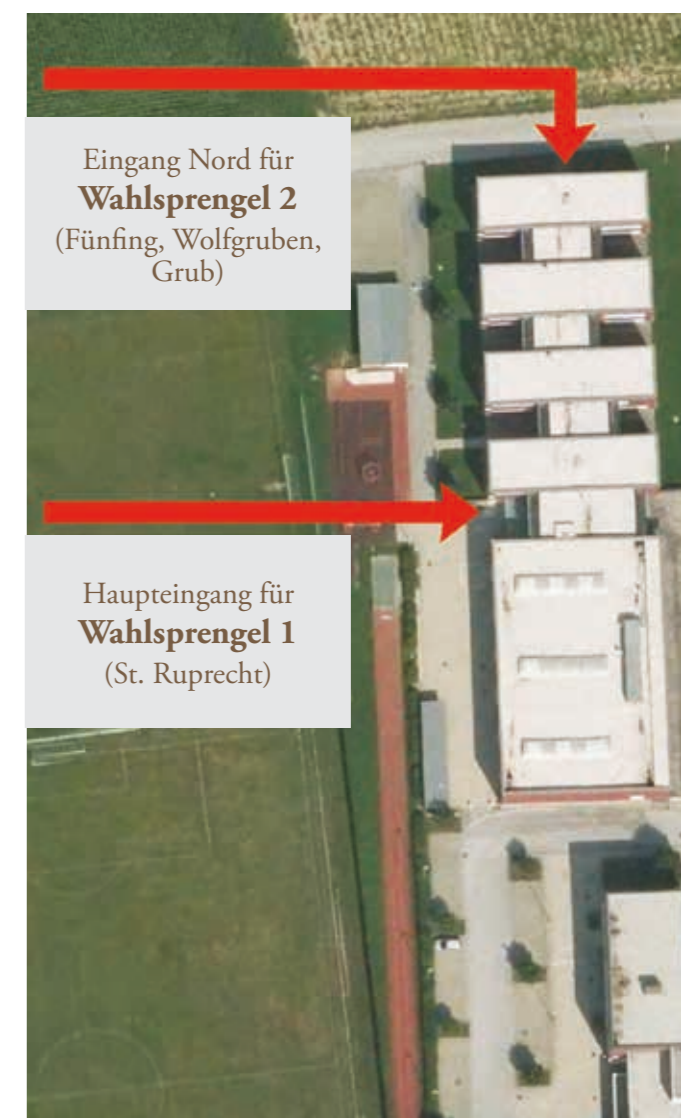 Eingang Nord für
Wahlsprengel 2
(Fünfing, Wolfgruben,
Grub)
Haupteingang für
Wahlsprengel 1
(St. Ruprecht)